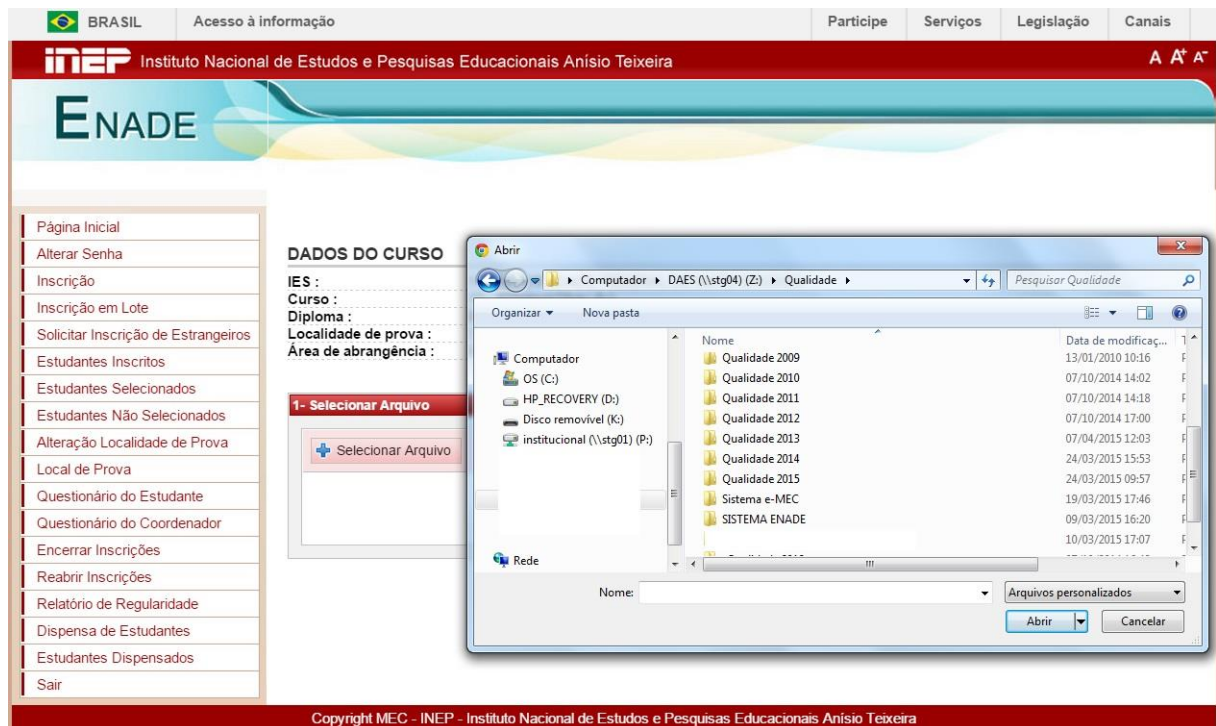 BRASIL Acesso à informação Participe Serviços Legislação Canais
inep Instituto Nacional de Estudos e Pesquisas Educacionais Anísio Teixeira A A+ A-
ENADE
Página Inicial
Alterar Senha
Inscrição
Inscrição em Lote
Solicitar Inscrição de Estrangeiros
Estudantes Inscritos
Estudantes Selecionados
Estudantes Não Selecionados
Alteração Localidade de Prova
Local de Prova
Questionário do Estudante
Questionário do Coordenador
Encerrar Inscrições
Reabrir Inscrições
Relatório de Regularidade
Dispensa de Estudantes
Estudantes Dispensados
Sair
DADOS DO CURSO
IES :
Curso :
Diploma :
Localidade de prova :
Área de abrangência :
1- Selecionar Arquivo
Selecionar Arquivo
Abrir
Computador DAES (\\stg04) (Z:) Qualidade Pesquisar Qualidade
Organizar Nova pasta
Computador
OS (C:)
HP_RECOVERY (D:)
Disco removível (K:)
institucional (\\stg01) (P:)
Rede
Nome Data de modificaç...
Qualidade 2009 13/01/2010 10:16
Qualidade 2010 07/10/2014 14:02
Qualidade 2011 07/10/2014 14:18
Qualidade 2012 07/10/2014 17:00
Qualidade 2013 07/04/2015 12:03
Qualidade 2014 24/03/2015 15:53
Qualidade 2015 24/03/2015 09:57
Sistema e-MEC 19/03/2015 17:46
SISTEMA ENADE 09/03/2015 16:20
10/03/2015 17:07
Nome: Arquivos personalizados
Abrir Cancelar
Copyright MEC - INEP - Instituto Nacional de Estudos e Pesquisas Educacionais Anísio Teixeira